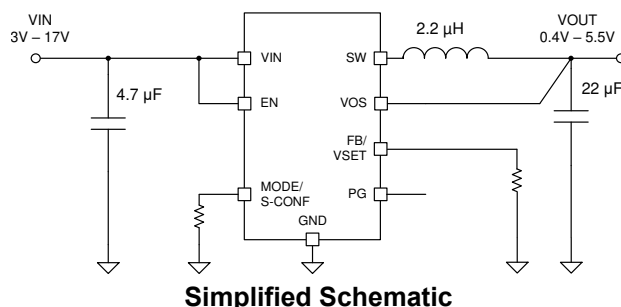 VIN
3V – 17V
4.7 µF
VIN
EN
MODE/
S-CONF
GND
SW
VOS
FB/
VSET
PG
2.2 µH
VOUT
0.4V – 5.5V
22 µF
Simplified Schematic